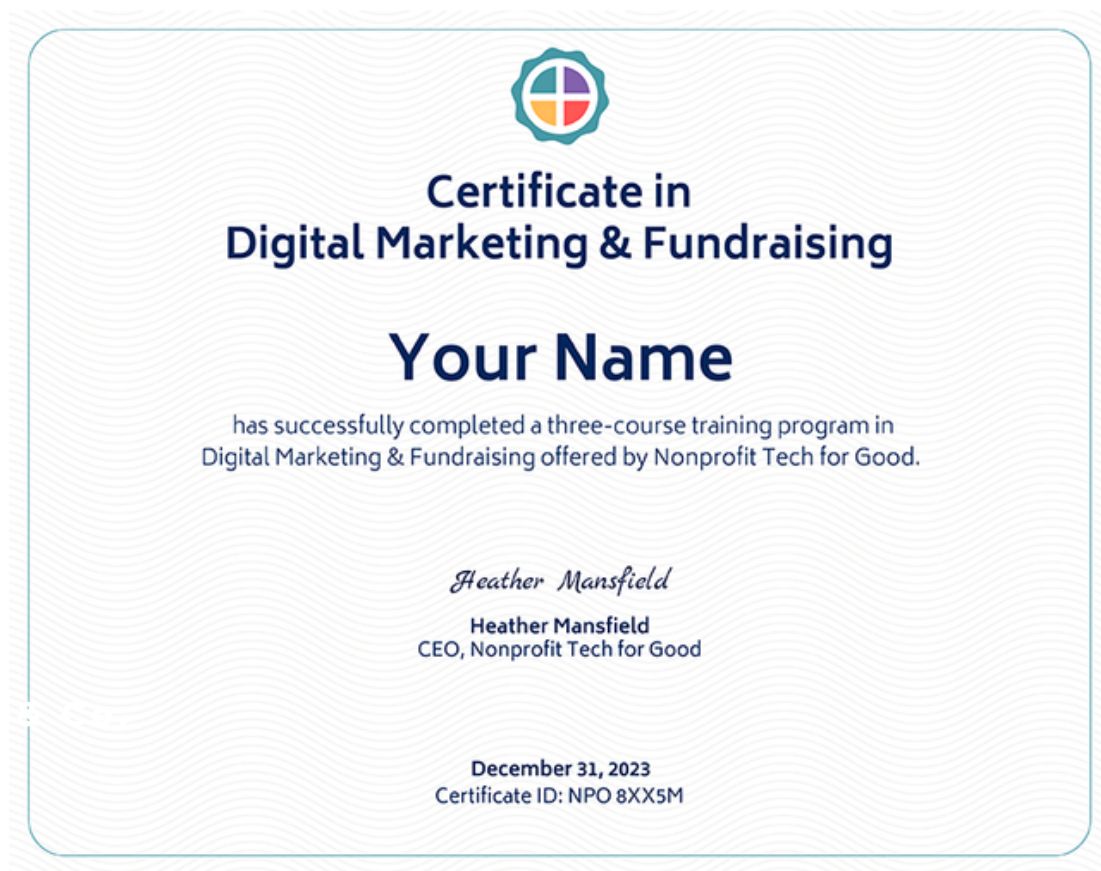 Certificate in
Digital Marketing & Fundraising
Your Name
has successfully completed a three-course training program in
Digital Marketing & Fundraising offered by Nonprofit Tech for Good.
Heather Mansfield
Heather Mansfield
CEO, Nonprofit Tech for Good
December 31, 2023
Certificate ID: NPO 8XX5M